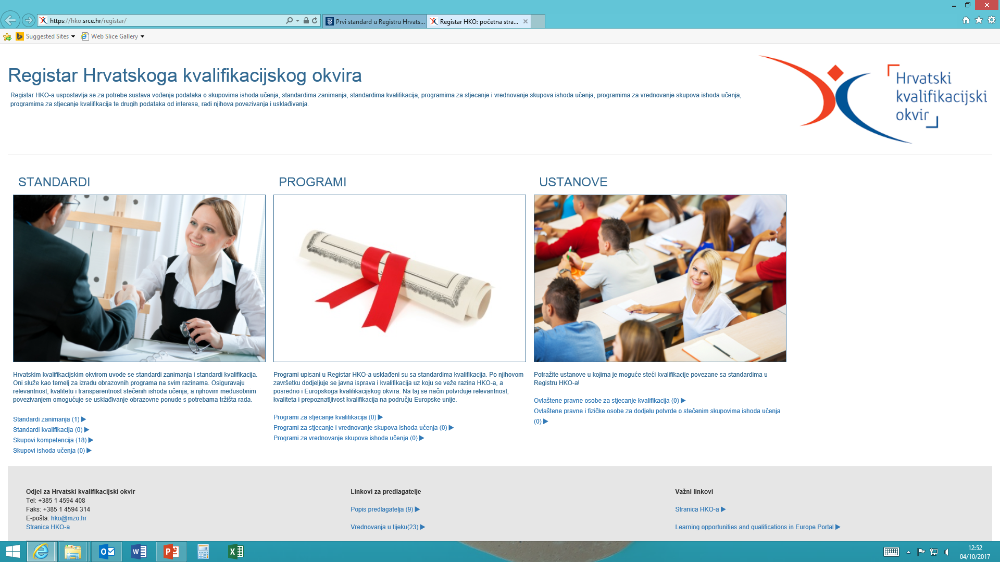 https://hko.srce.hr/registar/
Prvi standard u Registru Hrvats...
Registar HKO: početna stra...
Suggested Sites
Web Slice Gallery
Registar Hrvatskoga kvalifikacijskog okvira
Registar HKO-a uspostavlja se za potrebe sustava vođenja podataka o skupovima ishoda učenja, standardima zanimanja, standardima kvalifikacija, programima za stjecanje i vrednovanje skupova ishoda učenja, programima za vrednovanje skupova ishoda učenja,
programima za stjecanje kvalifikacija te drugih podataka od interesa, radi njihova povezivanja i usklađivanja.
Hrvatski
kvalifikacijski
okvir
STANDARDI
Hrvatskim kvalifikacijskim okvirom uvode se standardi zanimanja i standardi kvalifikacija.
Oni služe kao temelj za izradu obrazovnih programa na svim razinama. Osiguravaju
relevantnost, kvalitetu i transparentnost stečenih ishoda učenja, a njihovim međusobnim
povezivanjem omogućuje se usklađivanje obrazovne ponude s potrebama tržišta rada.
Standardi zanimanja (1)
Standardi kvalifikacija (0)
Skupovi kompetencija (18)
Skupovi ishoda učenja (0)
PROGRAMI
Programi upisani u Registar HKO-a usklađeni su sa standardima kvalifikacija. Po njihovom
završetku dodjeljuje se javna isprava i kvalifikacija uz koju se veže razina HKO-a, a
posredno i Europskoga kvalifikacijskog okvira. Na taj se način potvrđuje relevantnost,
kvaliteta i prepoznatljivost kvalifikacija na području Europske unije.
Programi za stjecanje kvalifikacija (0)
Programi za stjecanje i vrednovanje skupova ishoda učenja (0)
Programi za vrednovanje skupova ishoda učenja (0)
USTANOVE
Potražite ustanove u kojima je moguće steći kvalifikacije povezane sa standardima u
Registru HKO-a!
Ovlaštene pravne osobe za stjecanje kvalifikacija (0)
Ovlaštene pravne i fizičke osobe za dodjelu potvrde o stečenim skupovima ishoda učenja
(0)
Odjel za Hrvatski kvalifikacijski okvir
Tel: +385 1 4594 408
Faks: +385 1 4594 314
E-pošta: hko@mzo.hr
Stranica HKO-a
Linkovi za predlagatelje
Popis predlagatelja (9)
Vrednovanja u tijeku(23)
Važni linkovi
Stranica HKO-a
Learning opportunities and qualifications in Europe Portal
12:52
04/10/2017